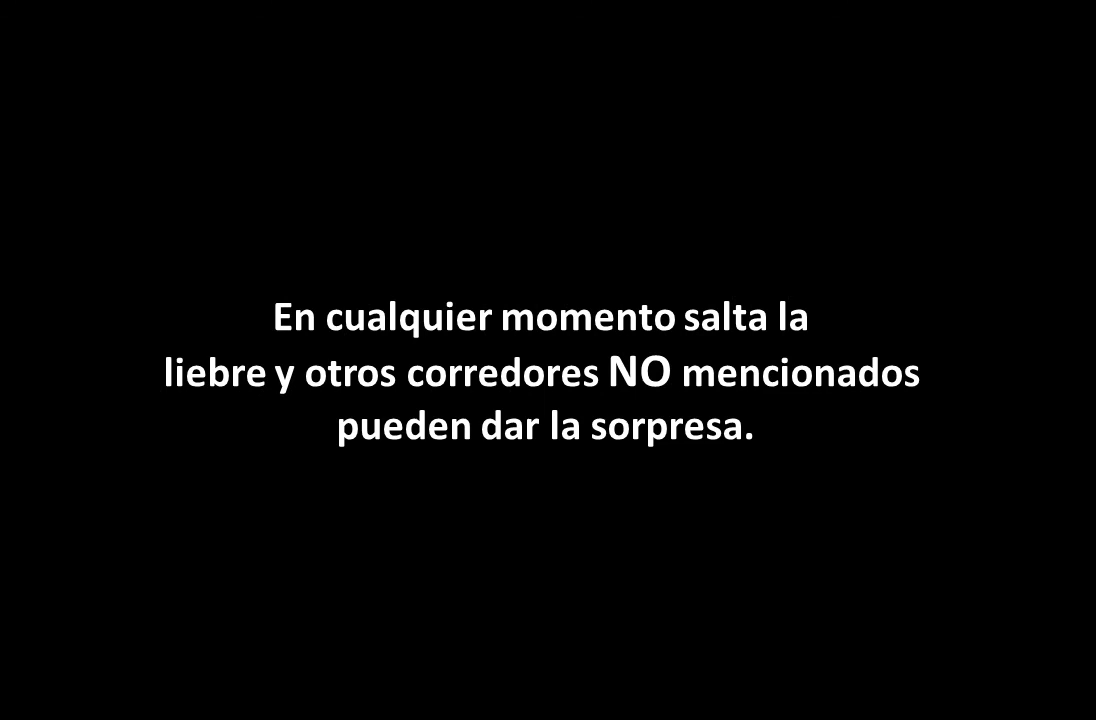 En cualquier momento salta la
liebre y otros corredores NO mencionados
pueden dar la sorpresa.